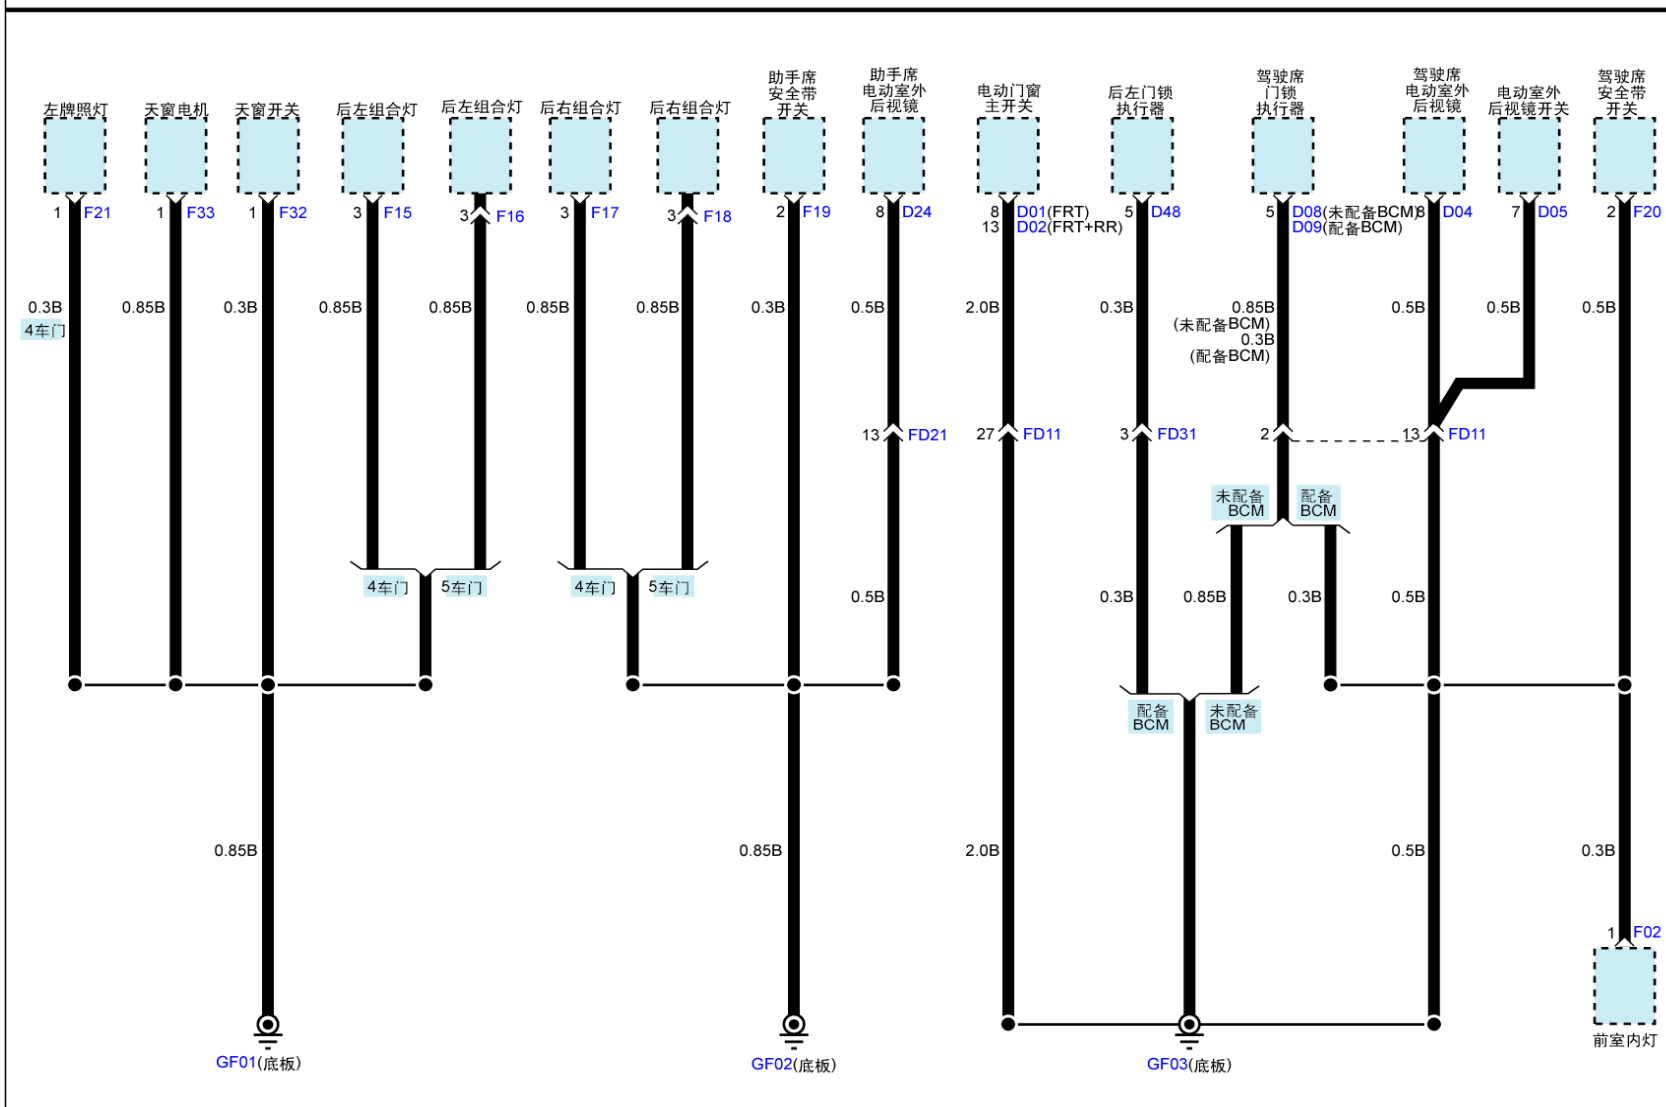 左牌照灯
天窗电机
天窗开关
后左组合灯
后左组合灯
后右组合灯
后右组合灯
助手席
安全带
开关
助手席
电动室外
后视镜
电动门窗
主开关
后左门锁
执行器
驾驶席
门锁
执行器
驾驶席
电动室外
后视镜
电动室外
后视镜开关
驾驶席
安全带
开关
1 F21
1 F33
1 F32
3 F15
3 F16
3 F17
3 F18
2 F19
8 D24
8 D01(FRT)
13 D02(FRT+RR)
5 D48
5 D08(未配备BCM)
D09(配备BCM)
8 D04
7 D05
2 F20
0.3B
4车门
0.85B
0.3B
0.85B
0.85B
0.85B
0.85B
0.3B
0.5B
2.0B
0.3B
0.85B
(未配备BCM)
0.3B
(配备BCM)
0.5B
0.5B
0.5B
13 FD21
27 FD11
3 FD31
2
13 FD11
未配备
BCM
配备
BCM
4车门
5车门
4车门
5车门
0.5B
0.3B
0.85B
0.3B
0.5B
配备
BCM
未配备
BCM
0.85B
0.85B
2.0B
0.5B
0.3B
1 F02
前室内灯
GF01(底板)
GF02(底板)
GF03(底板)